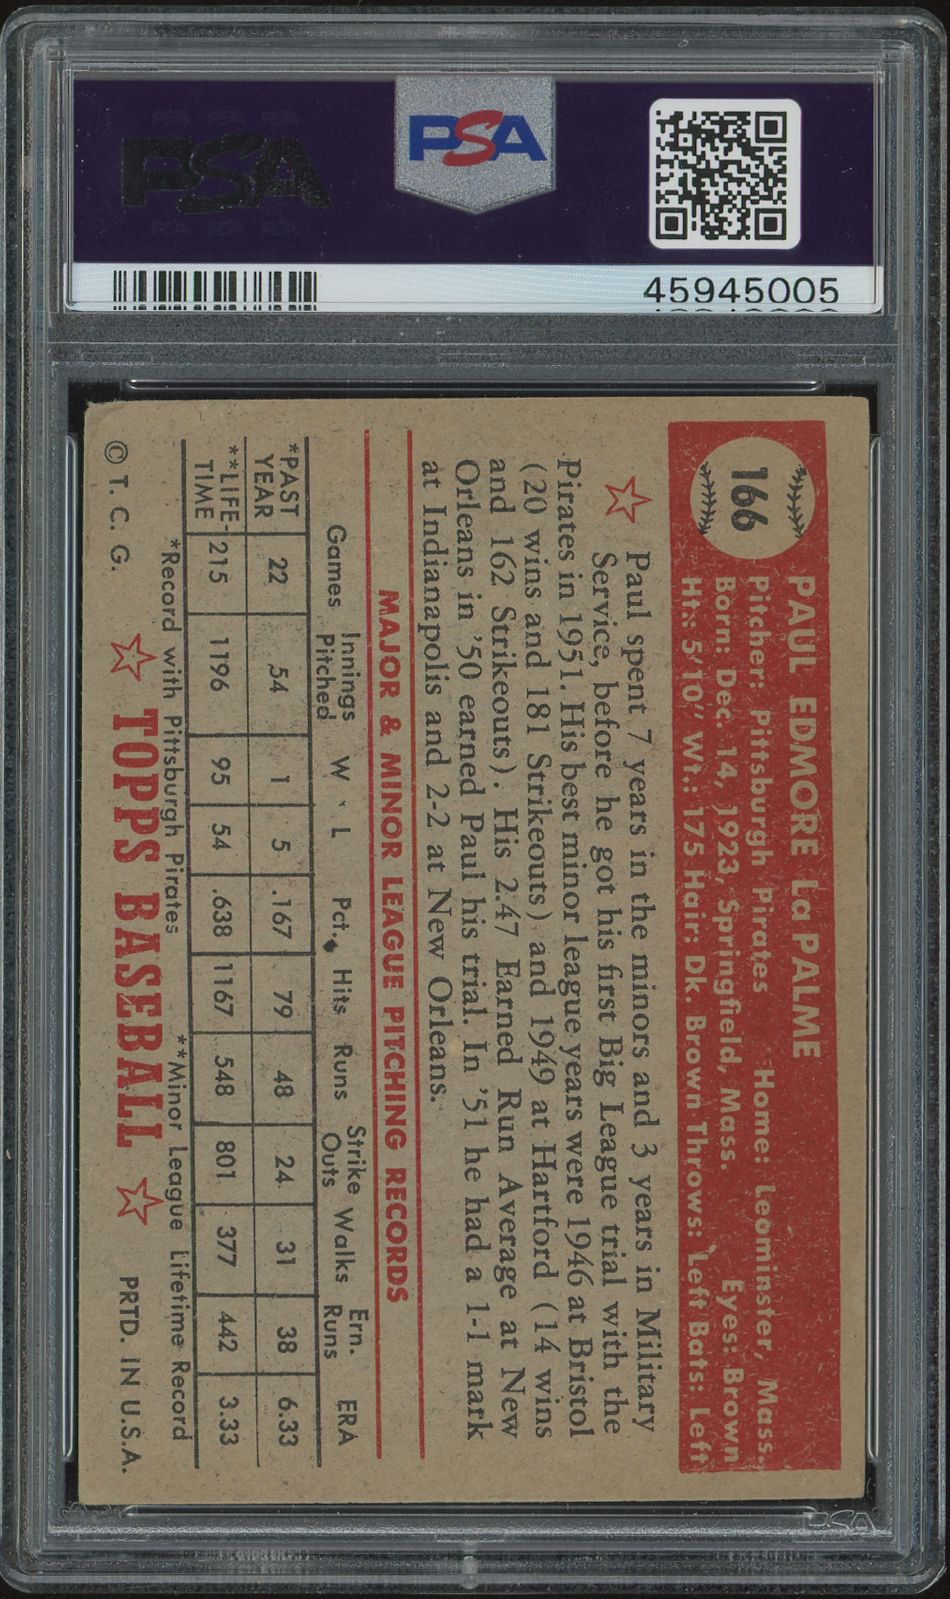 PSA
PSA
45945005
166
PAUL EDMORE La PALME
Pitcher: Pittsburgh Pirates Home: Leominster, Mass.
Born: Dec. 14, 1923, Springfield, Mass. Eyes: Brown
Ht.: 5'10" Wt.: 175 Hair: Dk. Brown Throws: Left Bats: Left
Paul spent 7 years in the minors and 3 years in Military
Service, before he got his first Big League trial with the
Pirates in 1951. His best minor league years were 1946 at Bristol
(20 wins and 181 Strikeouts) and 1949 at Hartford (14 wins
and 162 Strikeouts). His 2.47 Earned Run Average at New
Orleans in '50 earned Paul his trial. In '51 he had a 1-1 mark
at Indianapolis and 2-2 at New Orleans.
MAJOR & MINOR LEAGUE PITCHING RECORDS
Games Innings Pitched W L Pct. Hits Runs Strike Outs Walks Ern. Runs ERA
*PAST YEAR 22 54 1 5 .167 79 48 24 31 38 6.33
**LIFE-TIME 215 1196 95 54 .638 1167 548 801 377 442 3.33
*Record with Pittsburgh Pirates **Minor League Lifetime Record
© T. C. G. TOPPS BASEBALL PRTD. IN U.S.A.
PSA